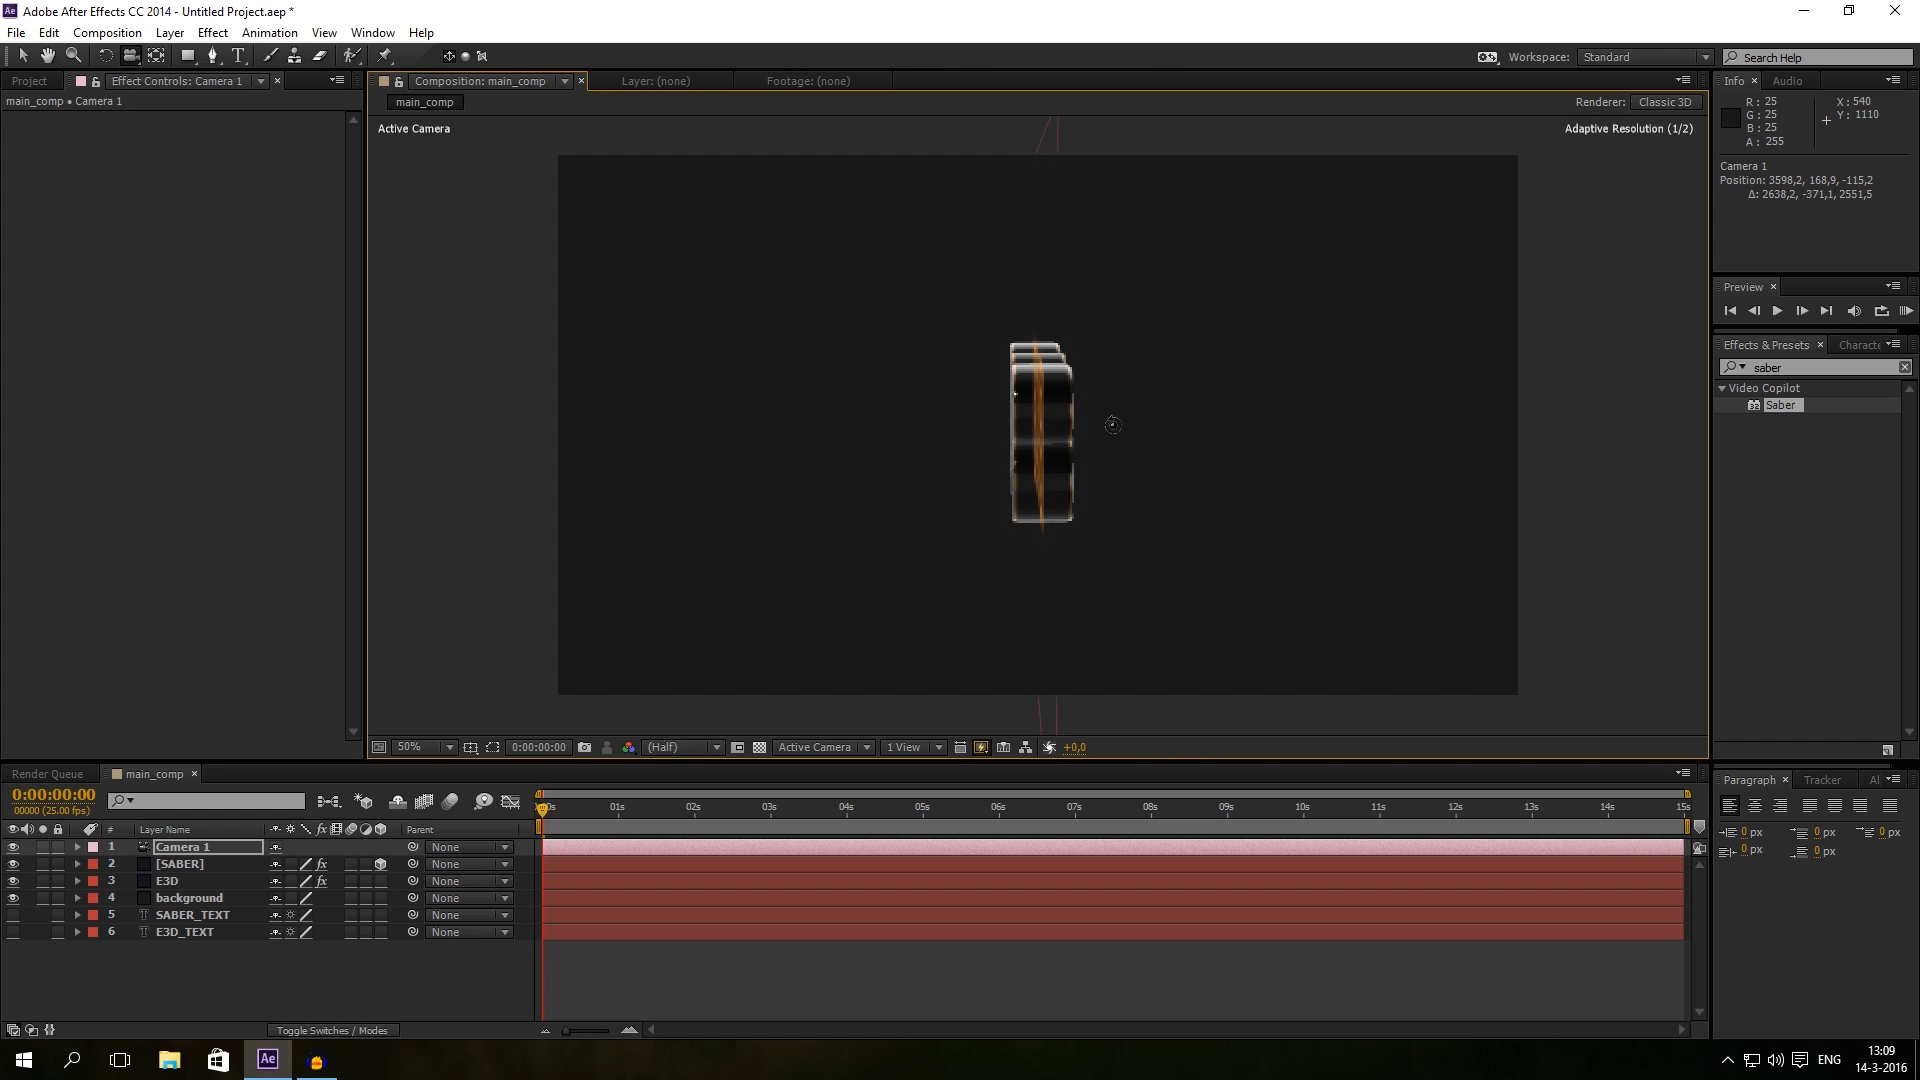 Adobe After Effects CC 2014 - Untitled Project.aep *
File Edit Composition Layer Effect Animation View Window Help
Workspace: Standard Search Help
Project Effect Controls: Camera 1
main_comp • Camera 1
Composition: main_comp Layer: (none) Footage: (none)
main_comp Renderer: Classic 3D
Active Camera Adaptive Resolution (1/2)
50% 0:00:00:00 (Half) Active Camera 1 View +0,0
Info Audio
R: 25 X: 540
G: 25 Y: 1110
B: 25
A: 255
Camera 1
Position: 3598,2, 168,9, -115,2
Δ: 2638,2, -371,1, 2551,5
Preview
Effects & Presets Characte
saber
Video Copilot
32 Saber
Paragraph Tracker Al
0 px 0 px 0 px
0 px 0 px
Render Queue main_comp
0:00:00:00
00000 (25.00 fps)
01s 02s 03s 04s 05s 06s 07s 08s 09s 10s 11s 12s 13s 14s 15s
# Layer Name Parent
1 Camera 1 None
2 [SABER] fx None
3 E3D fx None
4 background None
5 T SABER_TEXT None
6 T E3D_TEXT None
Toggle Switches / Modes
Ae ENG 13:09
14-3-2016